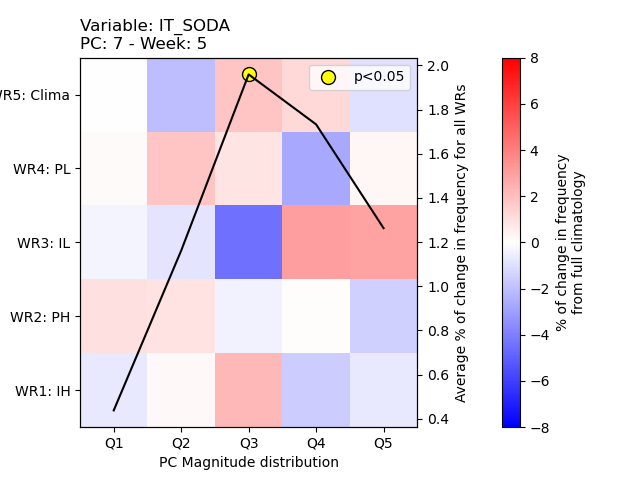 Variable: IT_SODA
PC: 7 - Week: 5
p<0.05
WR5: Clima
WR4: PL
WR3: IL
WR2: PH
WR1: IH
Q1 Q2 Q3 Q4 Q5
PC Magnitude distribution
2.0
1.8
1.6
1.4
1.2
1.0
0.8
0.6
0.4
Average % of change in frequency for all WRs
8
6
4
2
0
−2
−4
−6
−8
% of change in frequency
from full climatology